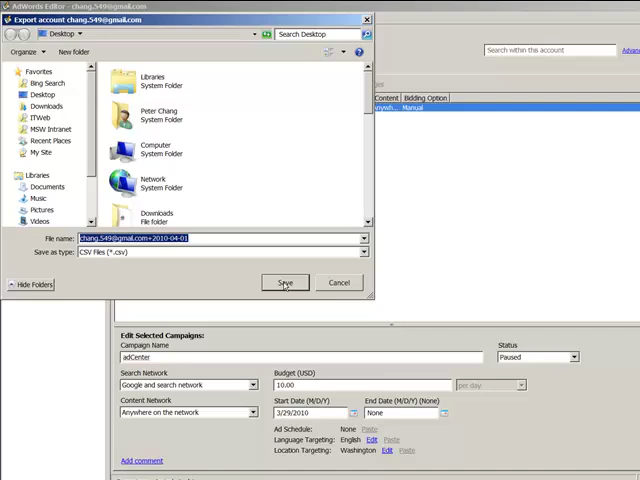 AdWords Editor - chang.549@gmail.com
Export account chang.549@gmail.com
Desktop
Search Desktop
Organize
New folder
Favorites
Bing Search
Desktop
Downloads
ITWeb
MSW Intranet
Recent Places
My Site
Libraries
Documents
Music
Pictures
Videos
Libraries
System Folder
Peter Chang
System Folder
Computer
System Folder
Network
System Folder
Downloads
File folder
File name: chang.549@gmail.com+2010-04-01
Save as type: CSV Files (*.csv)
Hide Folders
Save
Cancel
Search within this account
Content
Bidding Option
Manual
Edit Selected Campaigns:
Campaign Name
adCenter
Status
Paused
Search Network
Google and search network
Budget (USD)
10.00
per day
Content Network
Anywhere on the network
Start Date (M/D/Y)
3/29/2010
End Date (M/D/Y) (None)
None
Ad Schedule: None Paste
Language Targeting: English Edit Paste
Location Targeting: Washington Edit Paste
Add comment